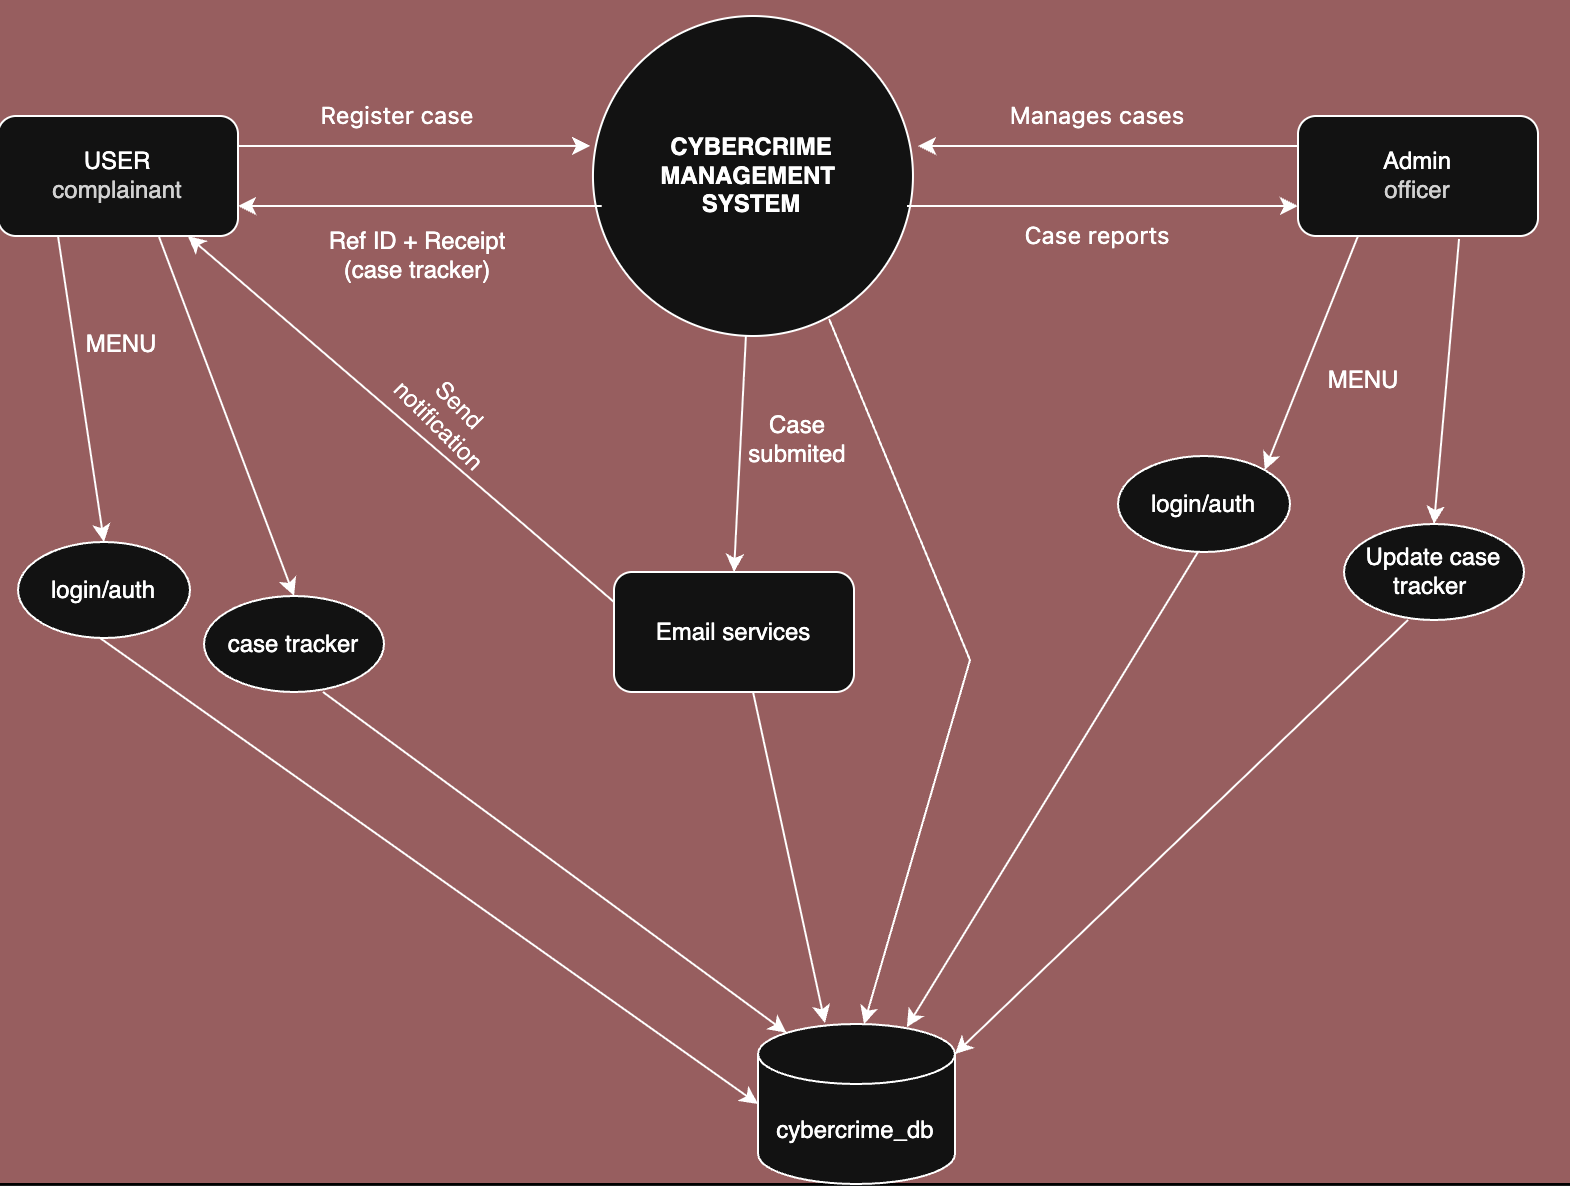 Register case
CYBERCRIME
MANAGEMENT
SYSTEM
Manages cases
USER
complainant
Admin
officer
Ref ID + Receipt
(case tracker)
Case reports
MENU
MENU
Send
notification
Case
submited
login/auth
Update case
tracker
login/auth
case tracker
Email services
cybercrime_db